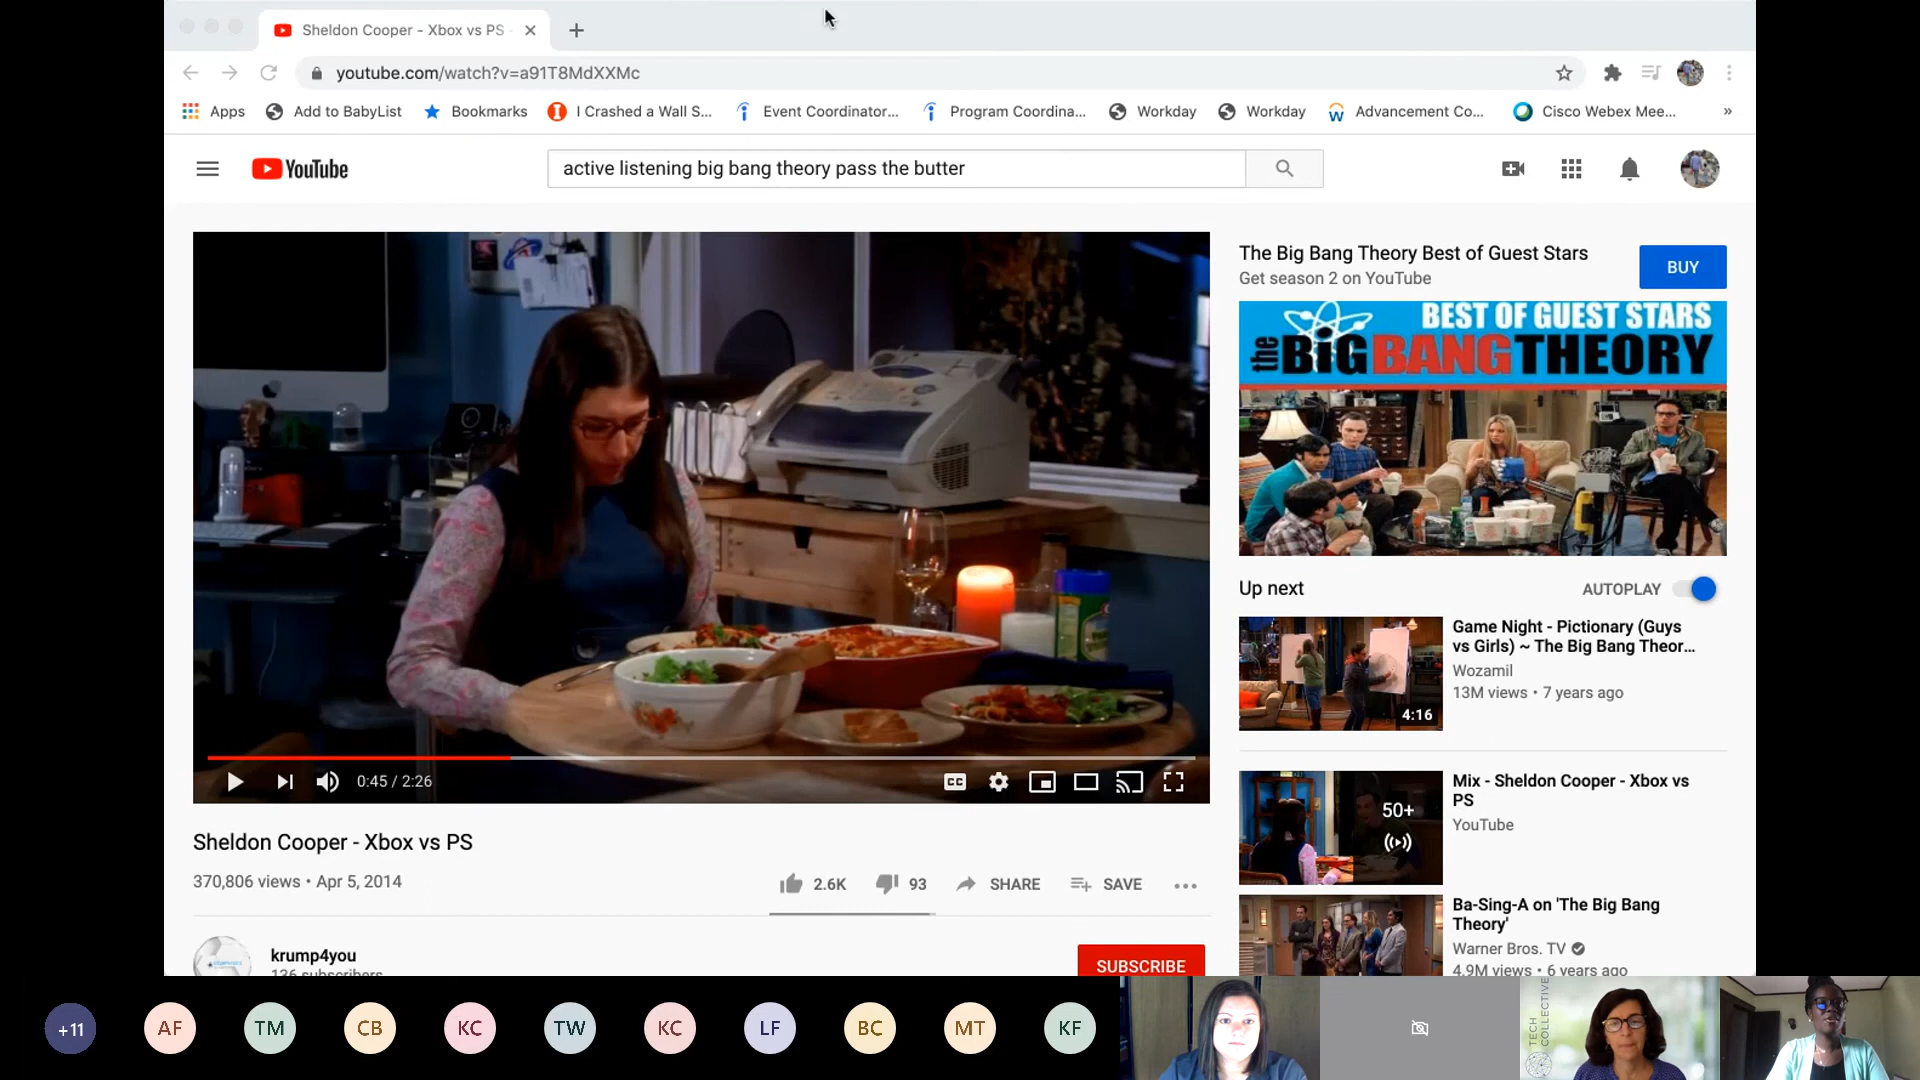 Sheldon Cooper - Xbox vs PS
youtube.com/watch?v=a91T8MdXXMc
Apps
Add to BabyList
Bookmarks
I Crashed a Wall S...
Event Coordinator...
Program Coordina...
Workday
Workday
Advancement Co...
Cisco Webex Mee...
»
YouTube
active listening big bang theory pass the butter
0:45 / 2:26
CC
Sheldon Cooper - Xbox vs PS
370,806 views • Apr 5, 2014
2.6K
93
SHARE
SAVE
krump4you
136 subscribers
SUBSCRIBE
The Big Bang Theory Best of Guest Stars
Get season 2 on YouTube
BUY
BEST OF GUEST STARS
the BiG BANG THEORY
Up next
AUTOPLAY
Game Night - Pictionary (Guys
vs Girls) ~ The Big Bang Theor...
Wozamil
13M views • 7 years ago
4:16
Mix - Sheldon Cooper - Xbox vs
PS
YouTube
50+
Ba-Sing-A on 'The Big Bang
Theory'
Warner Bros. TV
4.9M views • 6 years ago
+11
AF
TM
CB
KC
TW
KC
LF
BC
MT
KF
TECH
COLLECTIVE